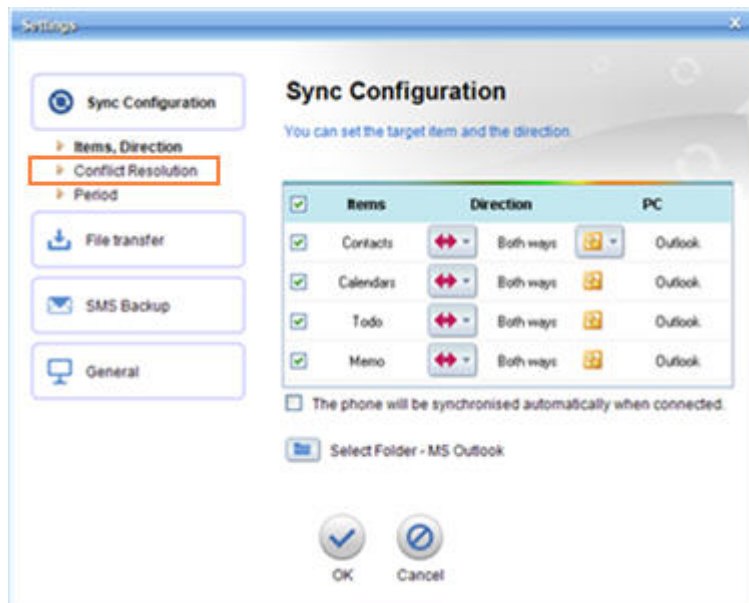 Settings
Sync Configuration
Items, Direction
Conflict Resolution
Period
File transfer
SMS Backup
General
Sync Configuration
You can set the target item and the direction.
Items Direction PC
Contacts Both ways Outlook
Calendars Both ways Outlook
Todo Both ways Outlook
Memo Both ways Outlook
The phone will be synchronised automatically when connected.
Select Folder - MS Outlook
OK Cancel